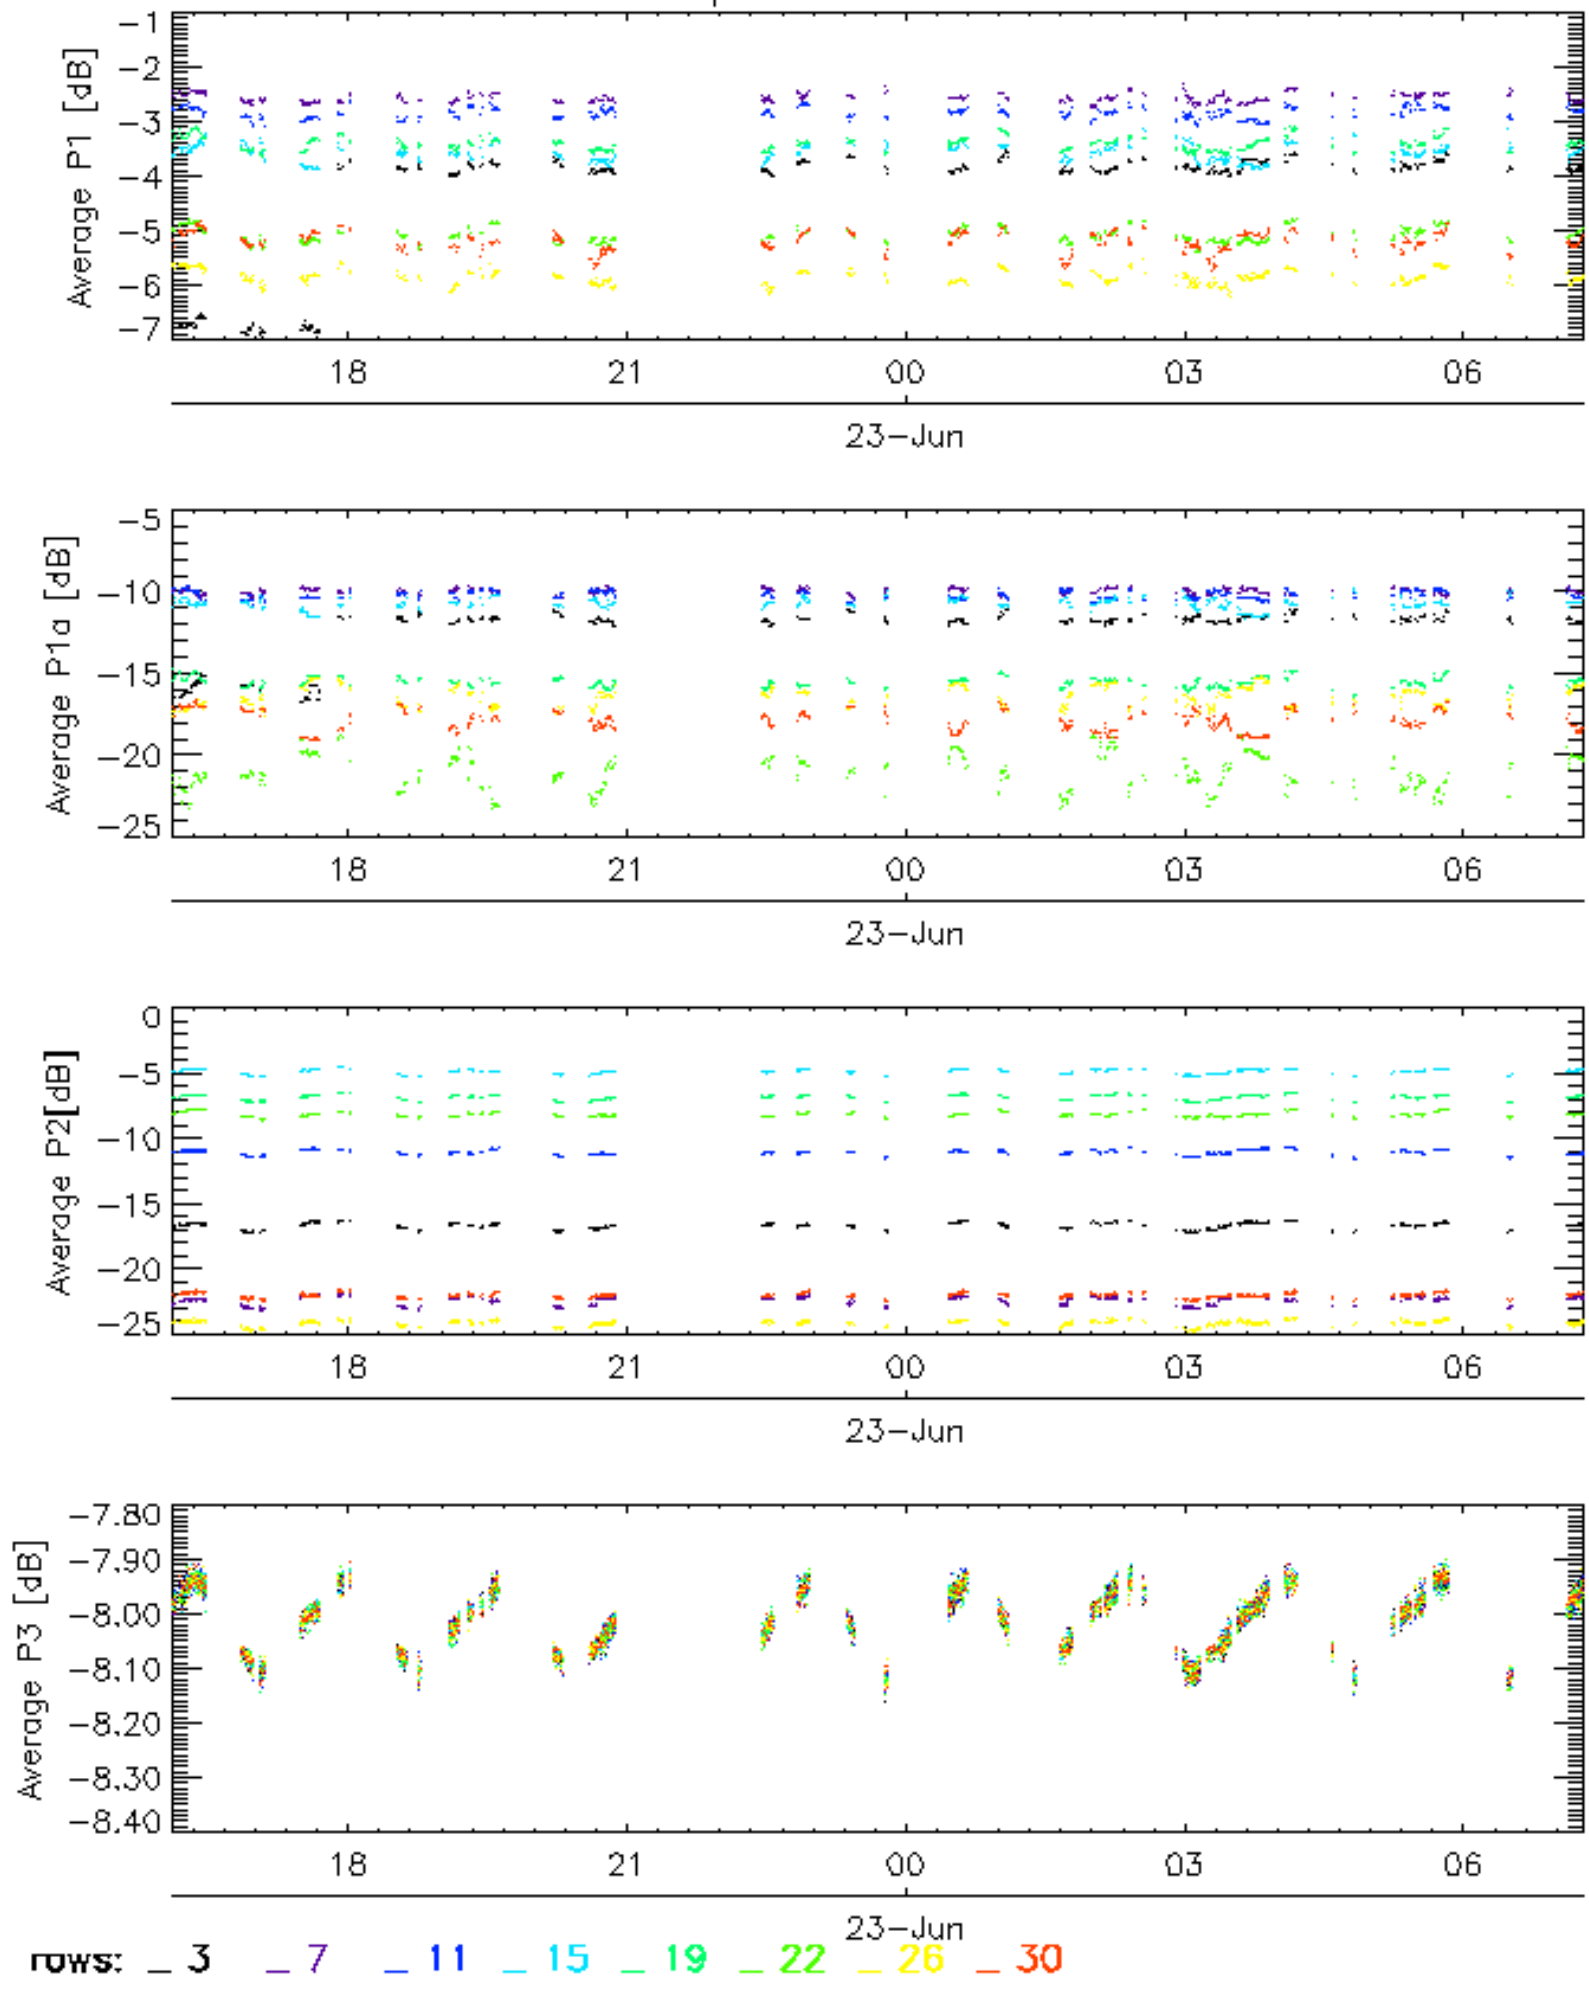 Average P1 [dB]
−1
−2
−3
−4
−5
−6
−7
18 21 00 03 06
23−Jun
Average P1a [dB]
−5
−10
−15
−20
−25
18 21 00 03 06
23−Jun
Average P2[dB]
0
−5
−10
−15
−20
−25
18 21 00 03 06
23−Jun
Average P3 [dB]
−7.80
−7.90
−8.00
−8.10
−8.20
−8.30
−8.40
18 21 00 03 06
23−Jun
rows: _ 3 _ 7 _ 11 _ 15 _ 19 _ 22 _ 26 _ 30